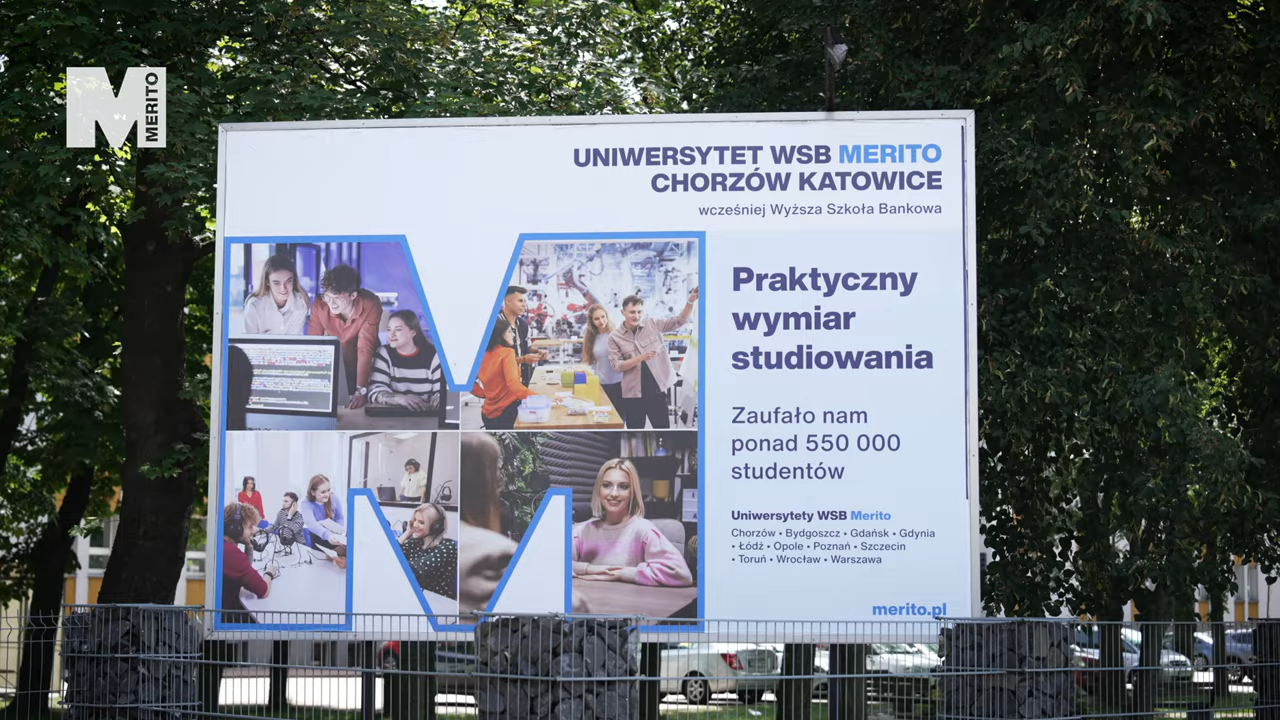 MERITO
UNIWERSYTET WSB MERITO
CHORZÓW KATOWICE
wcześniej Wyższa Szkoła Bankowa
Praktyczny
wymiar
studiowania
Zaufało nam
ponad 550 000
studentów
Uniwersytety WSB Merito
Chorzów • Bydgoszcz • Gdańsk • Gdynia
• Łódź • Opole • Poznań • Szczecin
• Toruń • Wrocław • Warszawa
merito.pl